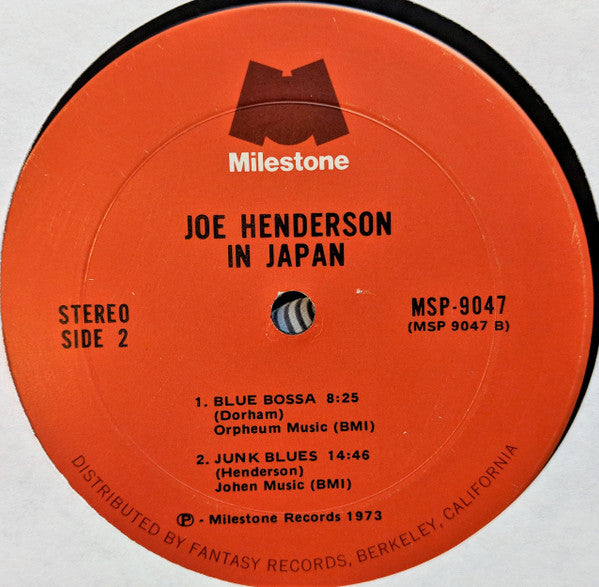 Milestone
JOE HENDERSON
IN JAPAN
STEREO
SIDE 2
MSP-9047
(MSP 9047 B)
1. BLUE BOSSA 8:25
(Dorham)
Orpheum Music (BMI)
2. JUNK BLUES 14:46
(Henderson)
Johen Music (BMI)
℗ - Milestone Records 1973
DISTRIBUTED BY FANTASY RECORDS, BERKELEY, CALIFORNIA